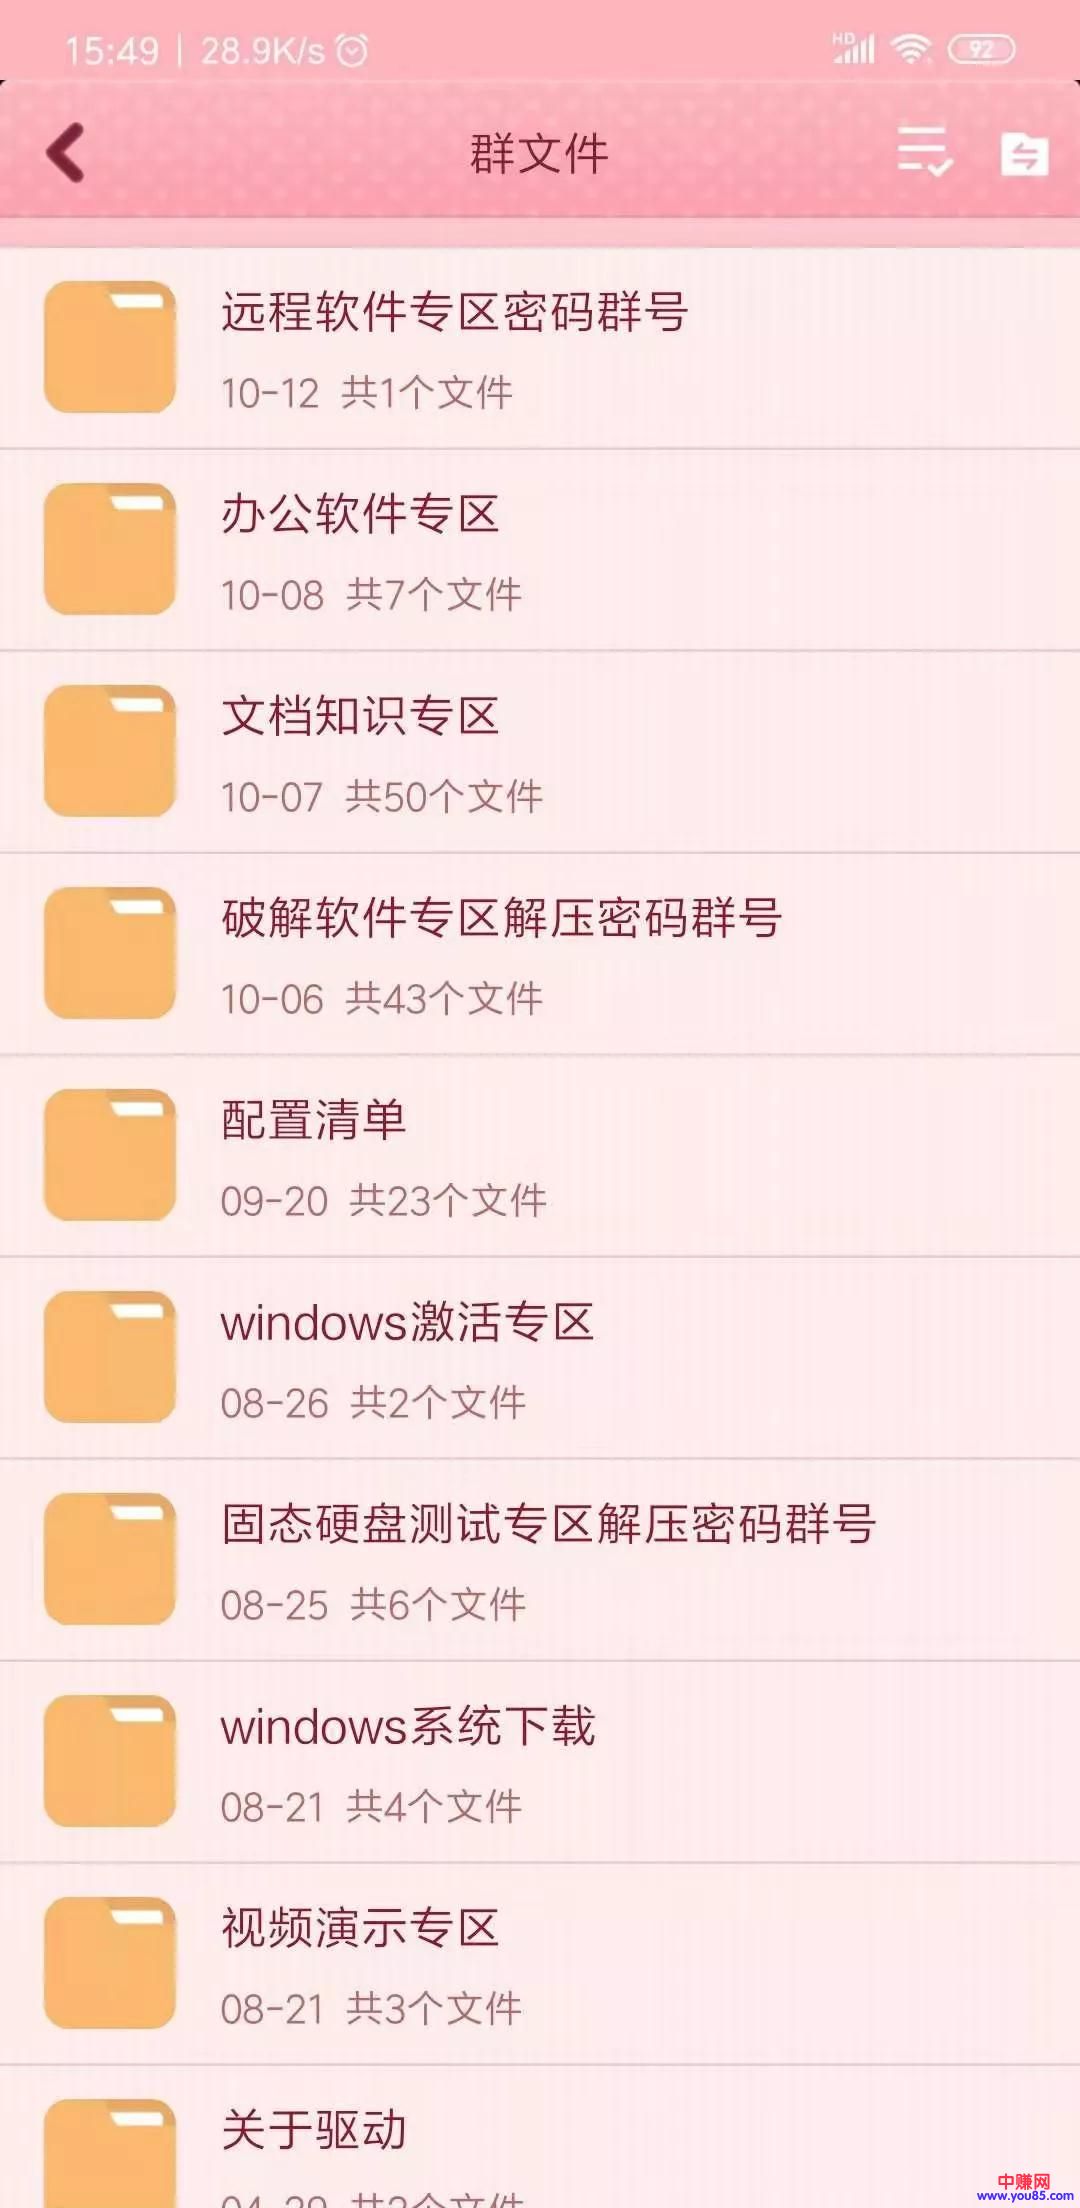 15:49 | 28.9K/s
HD
92
群文件
远程软件专区密码群号
10-12 共1个文件
办公软件专区
10-08 共7个文件
文档知识专区
10-07 共50个文件
破解软件专区解压密码群号
10-06 共43个文件
配置清单
09-20 共23个文件
windows激活专区
08-26 共2个文件
固态硬盘测试专区解压密码群号
08-25 共6个文件
windows系统下载
08-21 共4个文件
视频演示专区
08-21 共3个文件
关于驱动
中赚网
www.you85.com